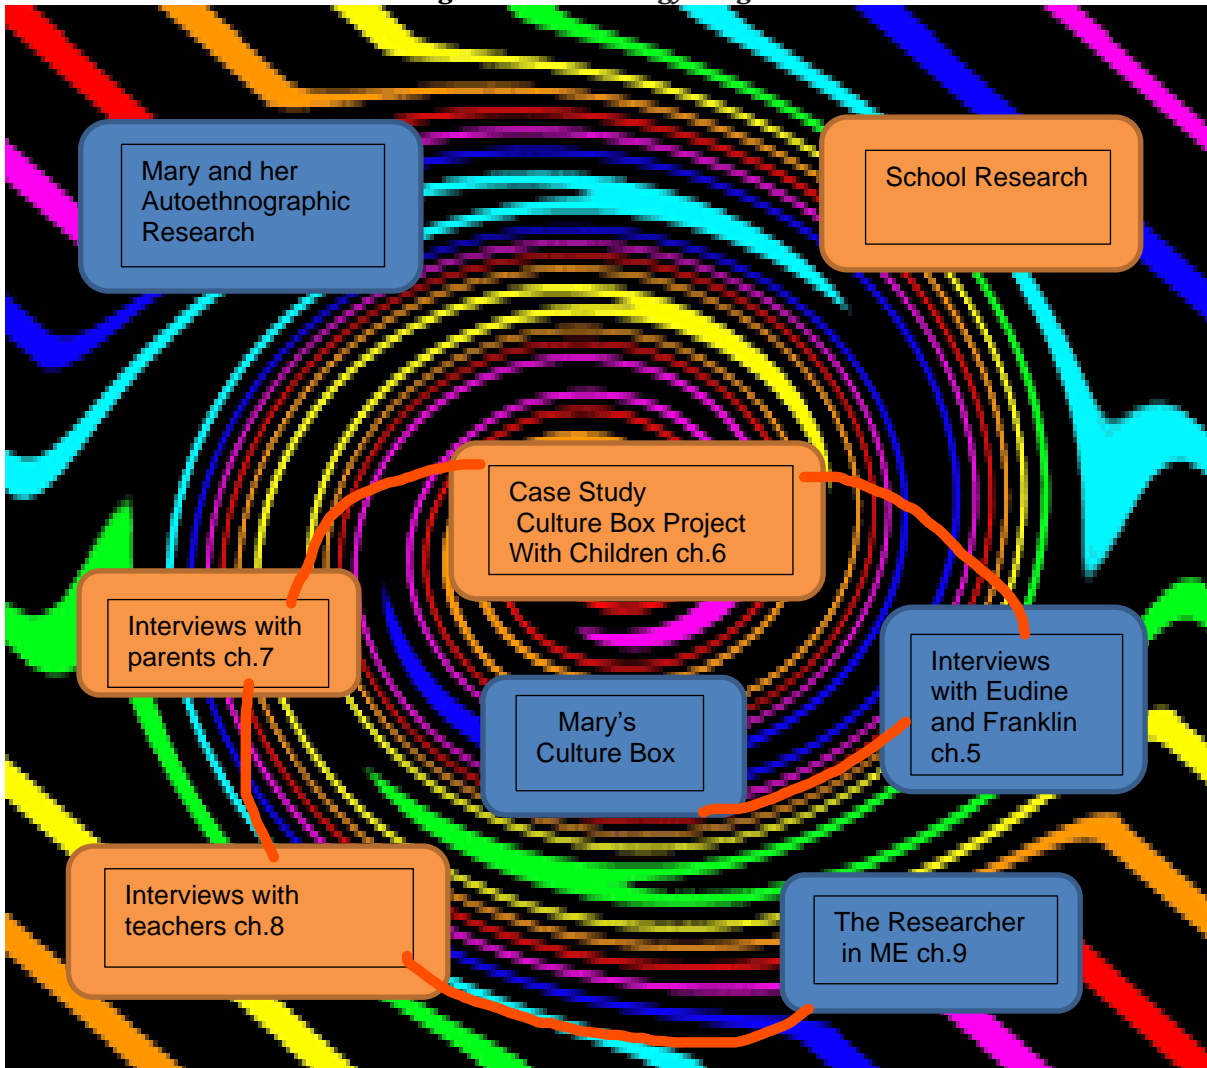 Mary and her
Autoethnographic
Research
School Research
Case Study
Culture Box Project
With Children ch.6
Interviews with
parents ch.7
Interviews
with Eudine
and Franklin
ch.5
Mary’s
Culture Box
Interviews with
teachers ch.8
The Researcher
in ME ch.9